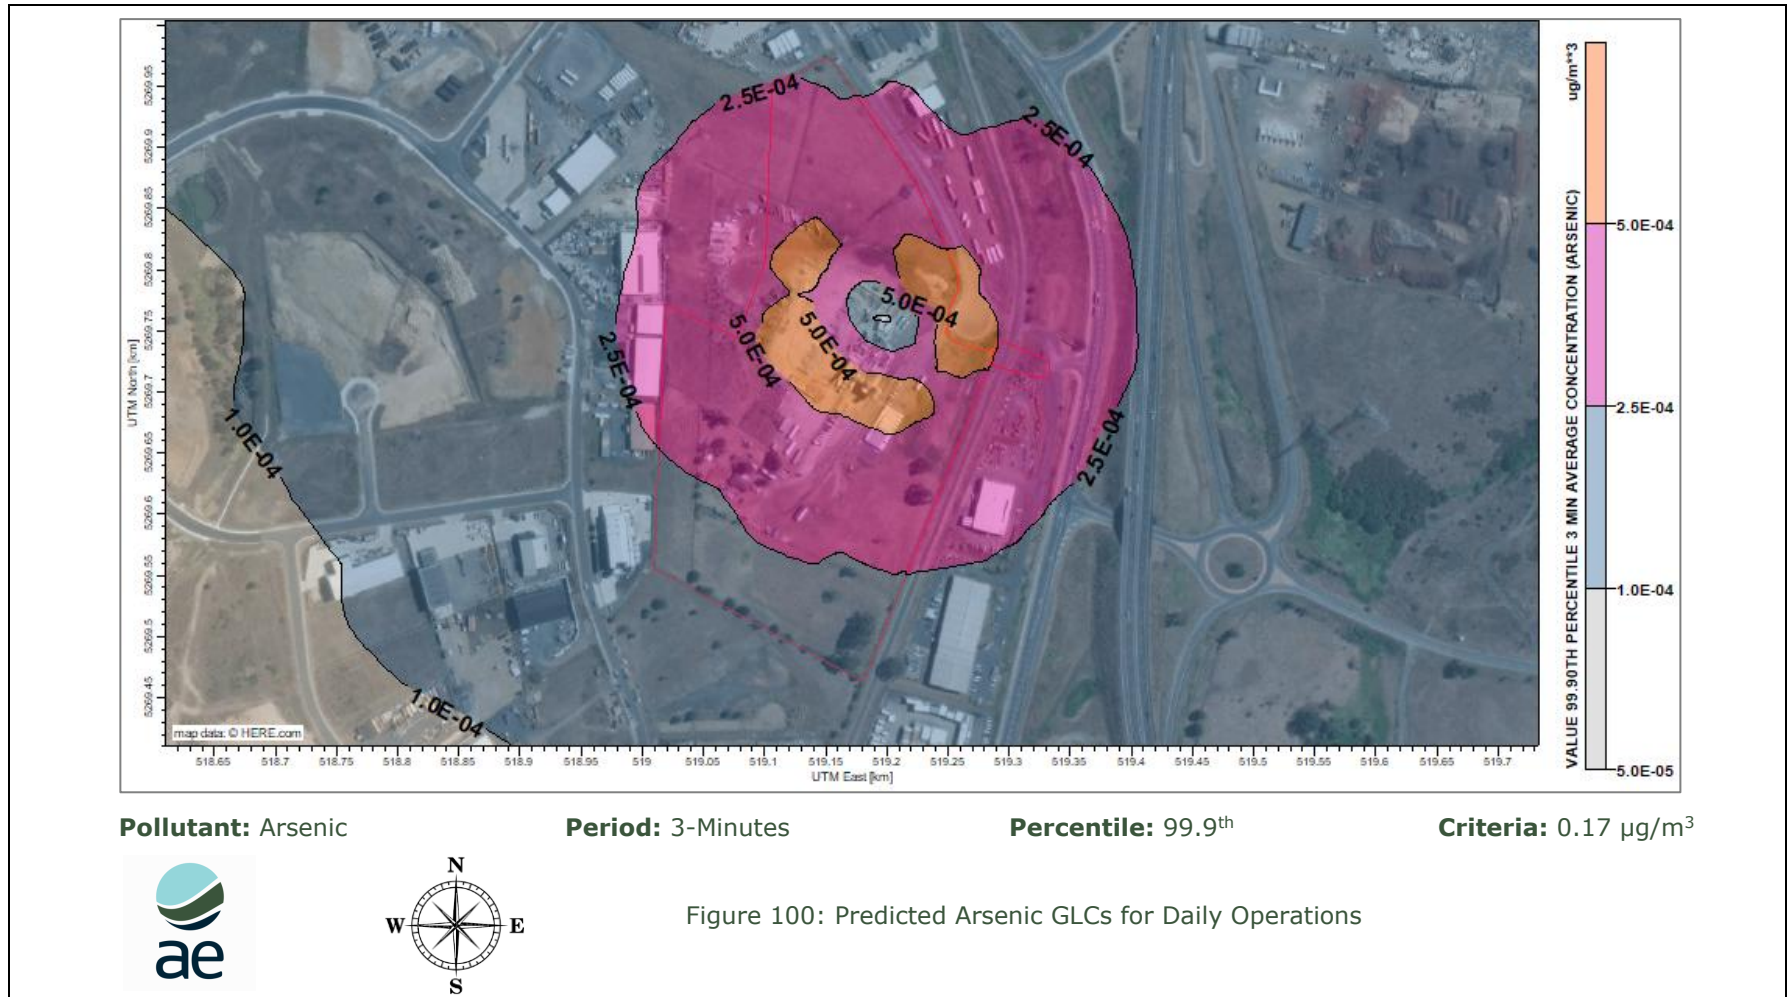 2.5E-04
2.5E-04
5.0E-04
5.0E-04
5.0E-04
2.5E-04
2.5E-04
1.0E-04
1.0E-04
map data: © HERE.com
UTM North [km]
5269.95
5269.9
5269.85
5269.8
5269.75
5269.7
5269.65
5269.6
5269.55
5269.5
5269.45
518.65 518.7 518.75 518.8 518.85 518.9 518.95 519 519.05 519.1 519.15 519.2 519.25 519.3 519.35 519.4 519.45 519.5 519.55 519.6 519.65 519.7
UTM East [km]
VALUE 99.90TH PERCENTILE 3 MIN AVERAGE CONCENTRATION (ARSENIC) ug/m**3
5.0E-04
2.5E-04
1.0E-04
5.0E-05
Pollutant: Arsenic Period: 3-Minutes Percentile: 99.9th Criteria: 0.17 µg/m3
ae
N
W E
S
Figure 100: Predicted Arsenic GLCs for Daily Operations